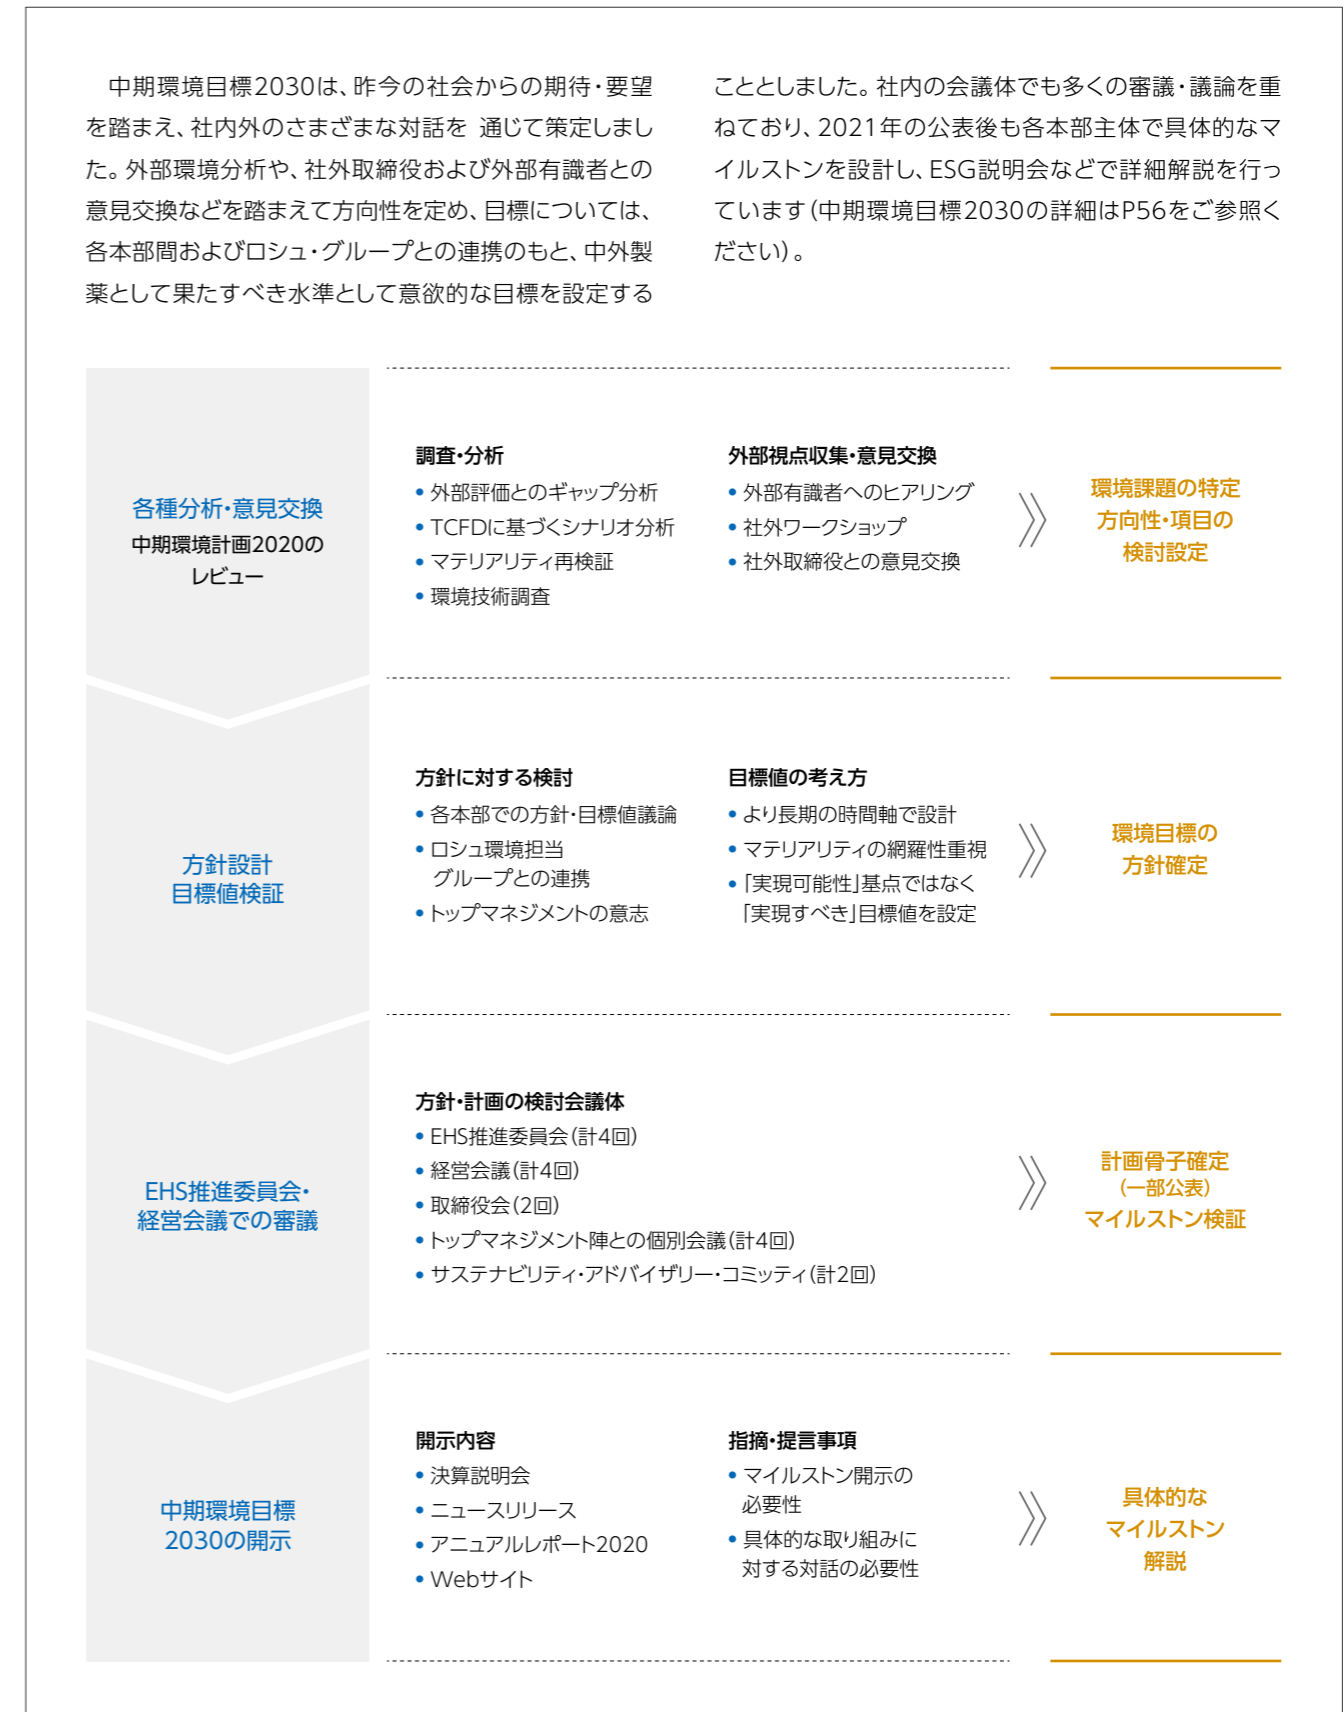 中期環境目標2030は、昨今の社会からの期待・要望
を踏まえ、社内外のさまざまな対話を 通じて策定しまし
た。外部環境分析や、社外取締役および外部有識者との
意見交換などを踏まえて方向性を定め、目標については、
各本部間およびロシュ・グループとの連携のもと、中外製
薬として果たすべき水準として意欲的な目標を設定する
こととしました。社内の会議体でも多くの審議・議論を重
ねており、2021年の公表後も各本部主体で具体的なマ
イルストンを設計し、ESG説明会などで詳細解説を行っ
ています(中期環境目標2030の詳細はP56をご参照く
ださい)。
各種分析・意見交換
中期環境計画2020の
レビュー
調査・分析
• 外部評価とのギャップ分析
• TCFDに基づくシナリオ分析
• マテリアリティ再検証
• 環境技術調査
外部視点収集・意見交換
• 外部有識者へのヒアリング
• 社外ワークショップ
• 社外取締役との意見交換
環境課題の特定
方向性・項目の
検討設定
方針設計
目標値検証
方針に対する検討
• 各本部での方針・目標値議論
• ロシュ環境担当
グループとの連携
• トップマネジメントの意志
目標値の考え方
• より長期の時間軸で設計
• マテリアリティの網羅性重視
• 「実現可能性」基点ではなく
「実現すべき」目標値を設定
環境目標の
方針確定
EHS推進委員会・
経営会議での審議
方針・計画の検討会議体
• EHS推進委員会(計4回)
• 経営会議(計4回)
• 取締役会(2回)
• トップマネジメント陣との個別会議(計4回)
• サステナビリティ・アドバイザリー・コミッティ(計2回)
計画骨子確定
(一部公表)
マイルストン検証
中期環境目標
2030の開示
開示内容
• 決算説明会
• ニュースリリース
• アニュアルレポート2020
• Webサイト
指摘・提言事項
• マイルストン開示の
必要性
• 具体的な取り組みに
対する対話の必要性
具体的な
マイルストン
解説